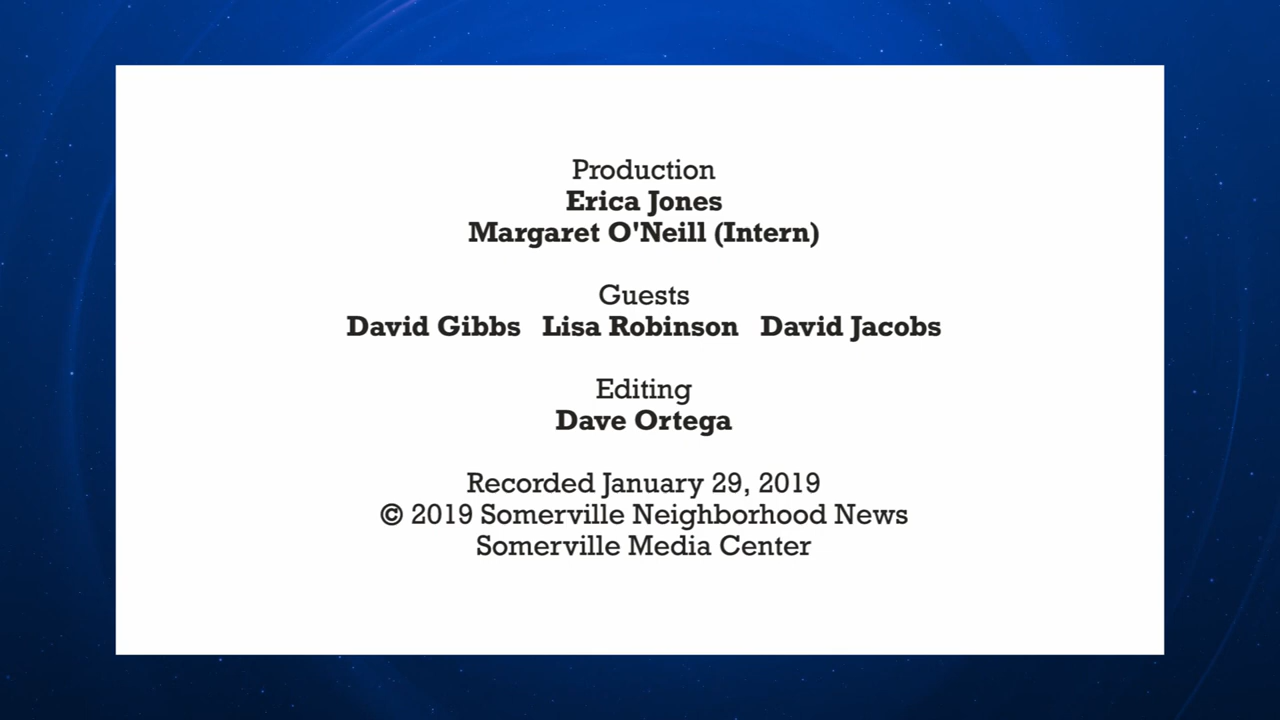 Production
Erica Jones
Margaret O'Neill (Intern)
Guests
David Gibbs Lisa Robinson David Jacobs
Editing
Dave Ortega
Recorded January 29, 2019
© 2019 Somerville Neighborhood News
Somerville Media Center